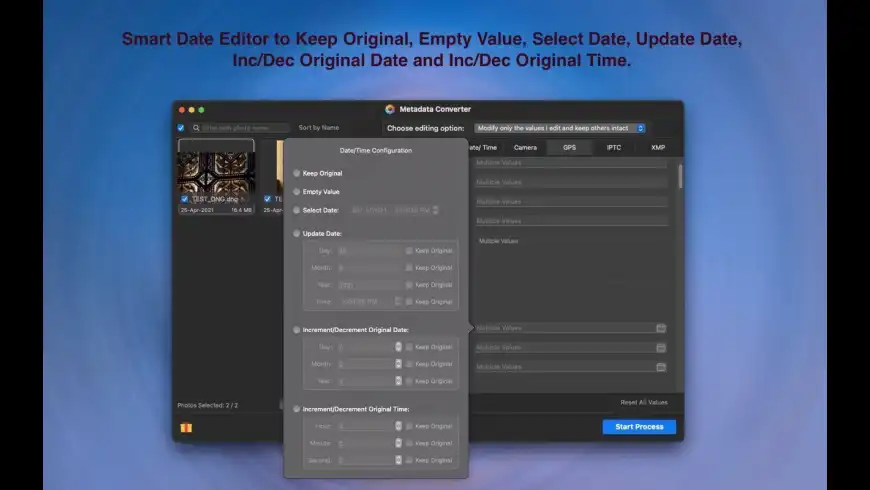 Smart Date Editor to Keep Original, Empty Value, Select Date, Update Date,
Inc/Dec Original Date and Inc/Dec Original Time.
Metadata Converter
Sort by Name
Choose editing option: Modify only the values I edit and keep others intact
Date/Time Configuration
ate/ Time Camera GPS IPTC XMP
Keep Original
Empty Value
Select Date:
Update Date:
Day: Keep Original
Month: Keep Original
Year: Keep Original
Time: Keep Original
Increment/Decrement Original Date:
Keep Original
Month: Keep Original
Year: Keep Original
Increment/Decrement Original Time:
Hour: Keep Original
Minute: Keep Original
Second: Keep Original
TEST_DNG.dng
TE
25-Apr-2021 16.4 MB
25-Ap
Multiple Values
Multiple Values
Multiple Values
Multiple Values
Multiple Values
Multiple Values
Multiple Values
Multiple Values
Photos Selected: 2 / 2
Reset All Values
Start Process